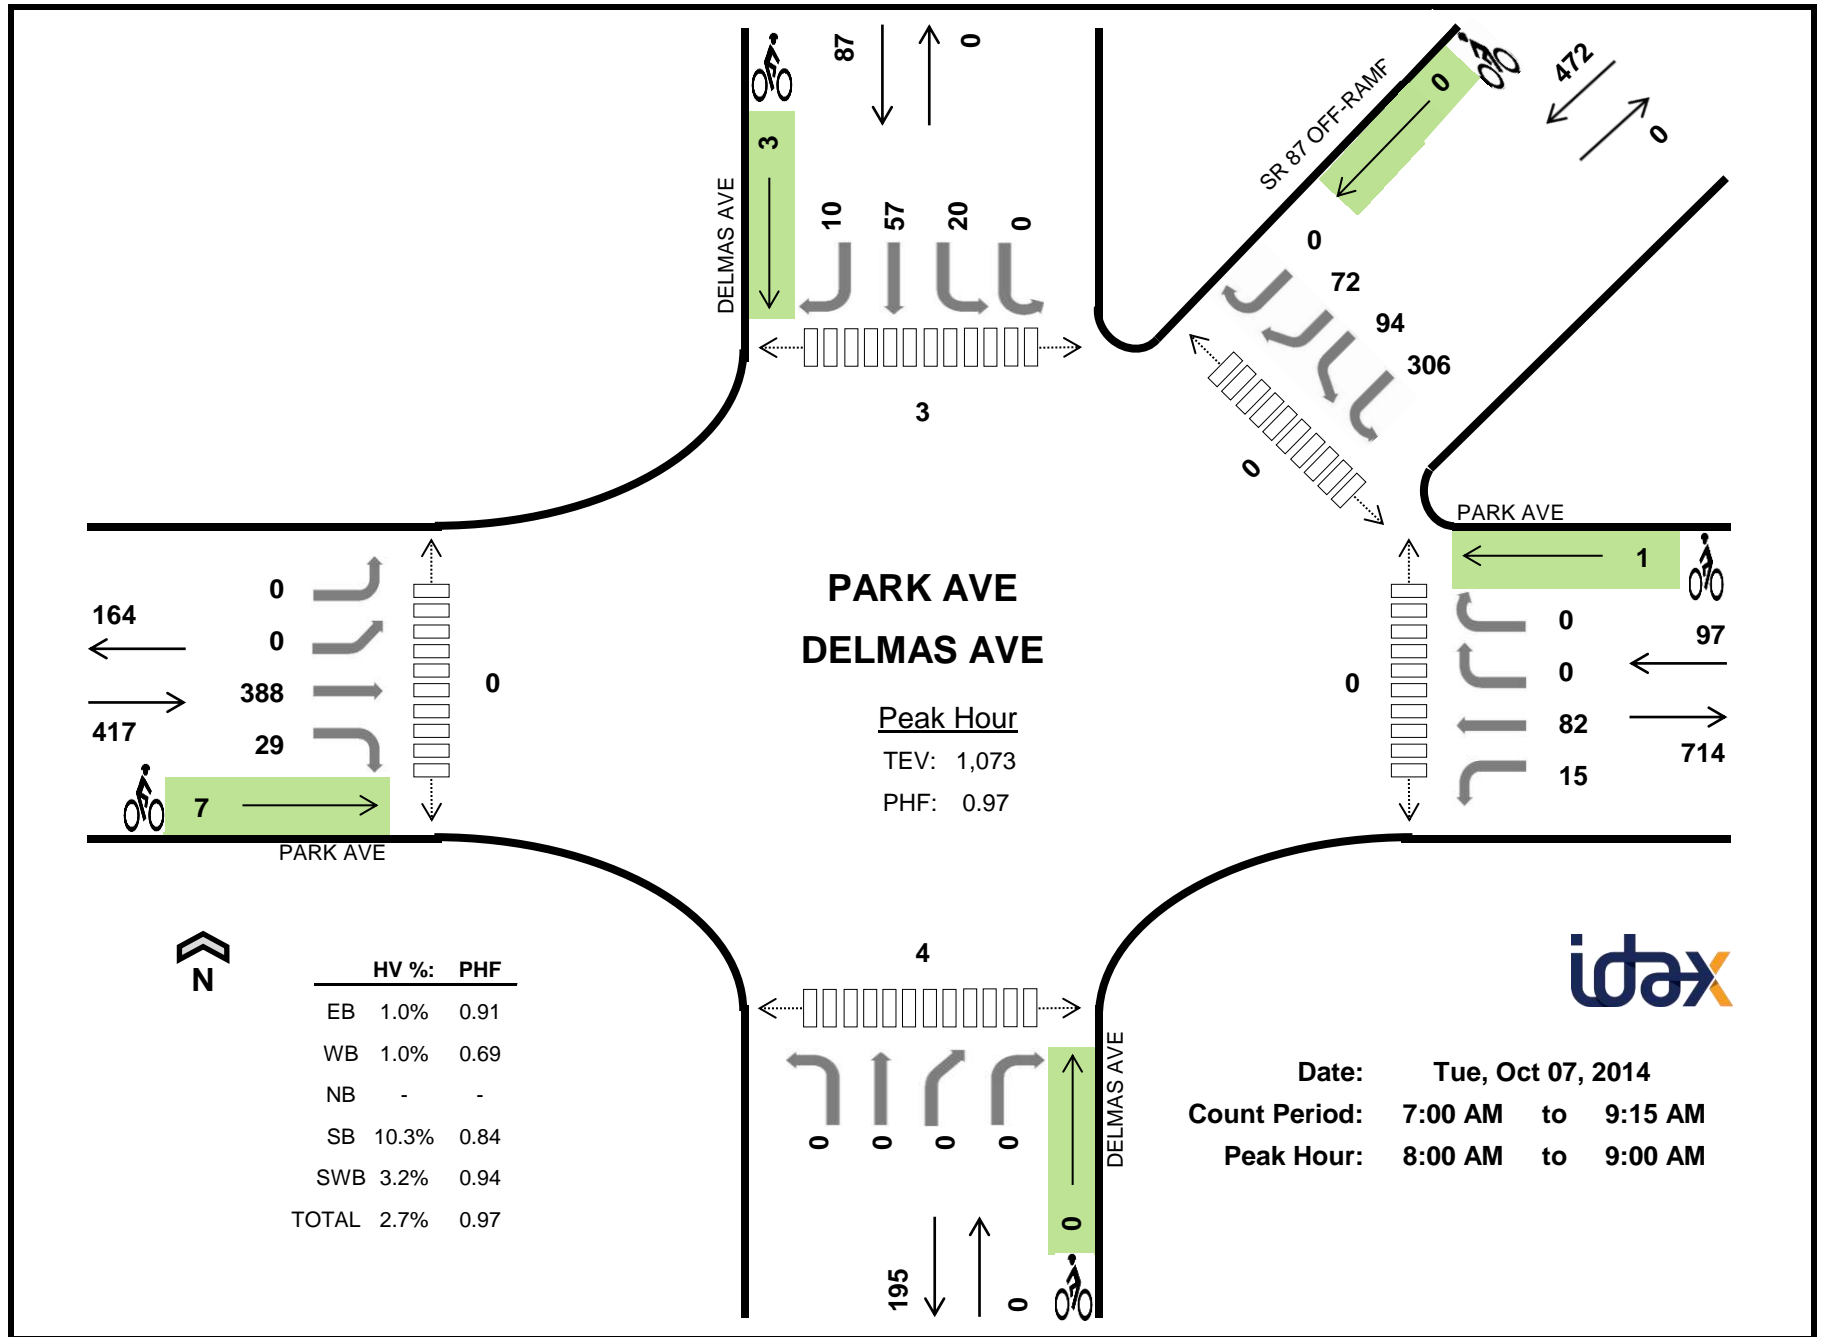 87
0
472
0
SR 87 OFF-RAMP
0
3
DELMAS AVE
10
57
20
0
0
72
94
306
3
0
PARK AVE
1
0
0
388
29
164
417
0
7
PARK AVE
PARK AVE
DELMAS AVE
Peak Hour
TEV: 1,073
PHF: 0.97
0
0
0
82
15
97
714
N
HV %: PHF
EB 1.0% 0.91
WB 1.0% 0.69
NB - -
SB 10.3% 0.84
SWB 3.2% 0.94
TOTAL 2.7% 0.97
4
0
0
0
0
DELMAS AVE
0
195
0
idax
Date: Tue, Oct 07, 2014
Count Period: 7:00 AM to 9:15 AM
Peak Hour: 8:00 AM to 9:00 AM